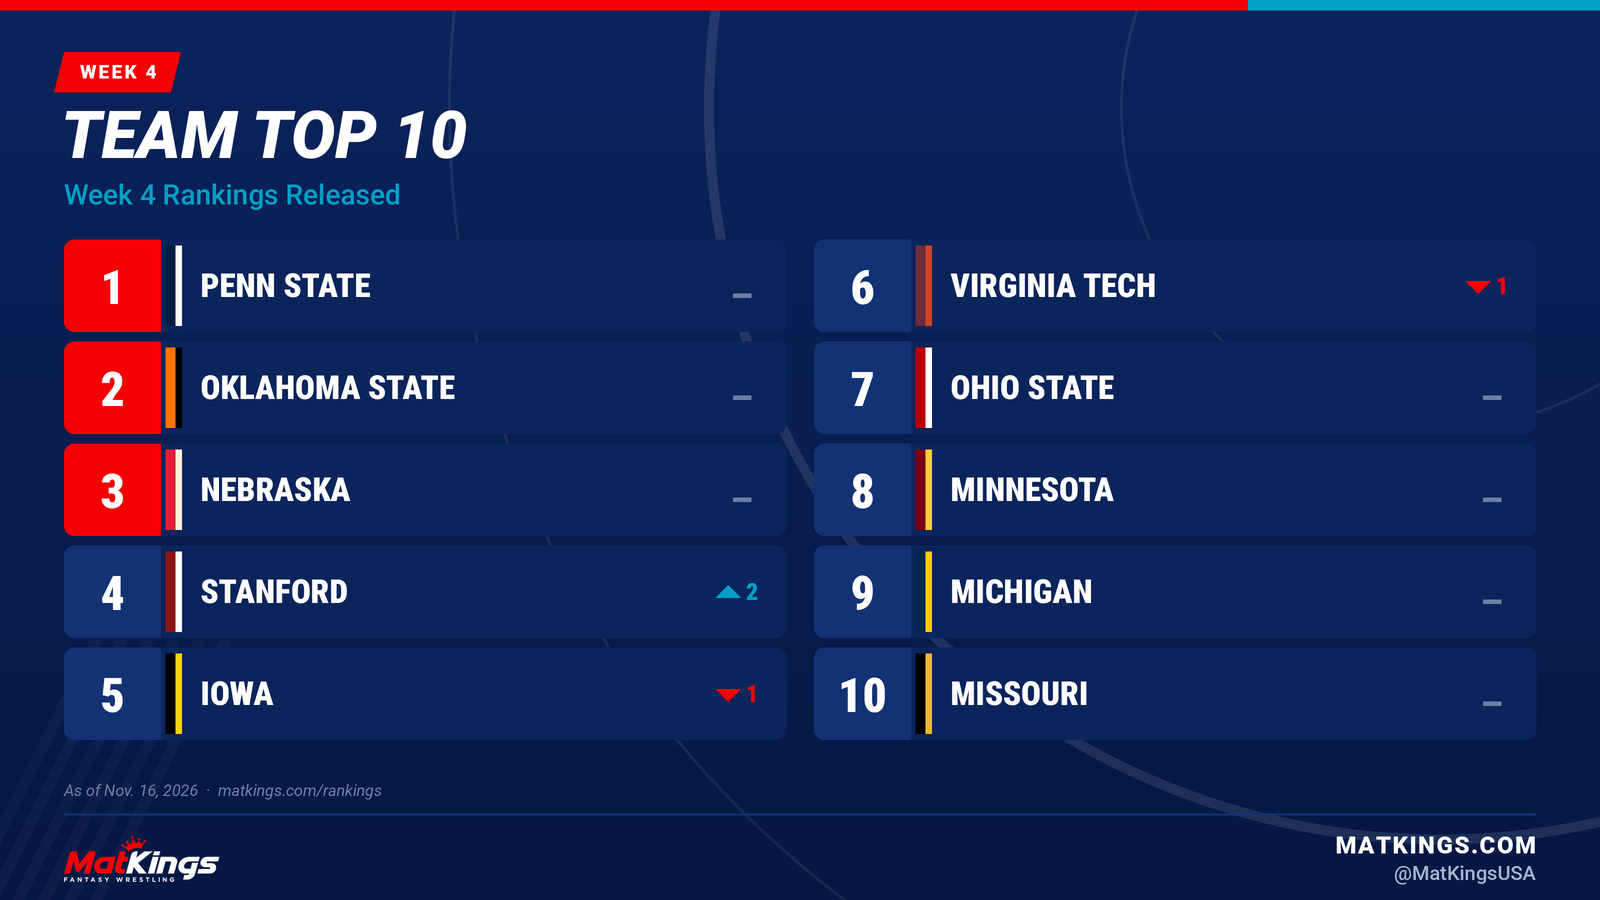 WEEK 4
TEAM TOP 10
Week 4 Rankings Released
1 PENN STATE –
2 OKLAHOMA STATE –
3 NEBRASKA –
4 STANFORD ▲ 2
5 IOWA ▼ 1
6 VIRGINIA TECH ▼ 1
7 OHIO STATE –
8 MINNESOTA –
9 MICHIGAN –
10 MISSOURI –
As of Nov. 16, 2026 · matkings.com/rankings
MatKings
FANTASY WRESTLING
MATKINGS.COM
@MatKingsUSA